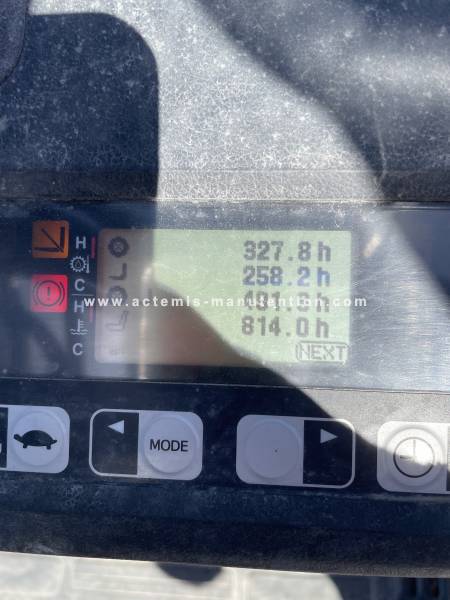 H
C
H
C
327.8h
258.2h
www.actemis-manutention.com
814.0h
NEXT
MODE